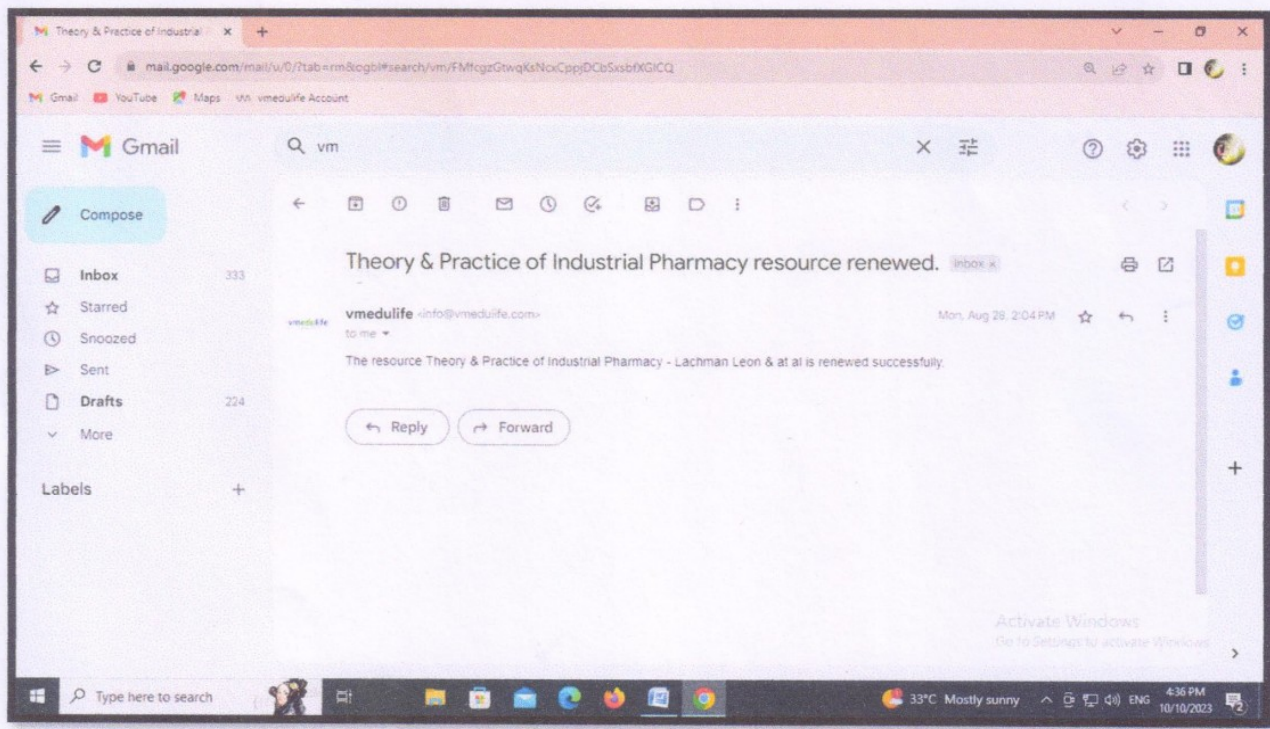 Theory & Practice of Industrial
mail.google.com/mail/u/0/?tab=rm&ogbl#search/vm/FMfcgzGtwqKsNcxCppjDCbSxsbfXGlCQ
Gmail YouTube Maps vmedulife Account
Gmail
vm
Compose
Theory & Practice of Industrial Pharmacy resource renewed. Inbox x
Inbox 333
Starred
Snoozed
Sent
Drafts 224
More
Labels
vmedulife
vmedulife <info@vmedulife.com> Mon, Aug 28, 2:04 PM
to me
The resource Theory & Practice of Industrial Pharmacy - Lachman Leon & at al is renewed successfully.
Reply Forward
Activate Windows
Go to Settings to activate Windows
Type here to search
33°C Mostly sunny ENG 4:36 PM
10/10/2023
2